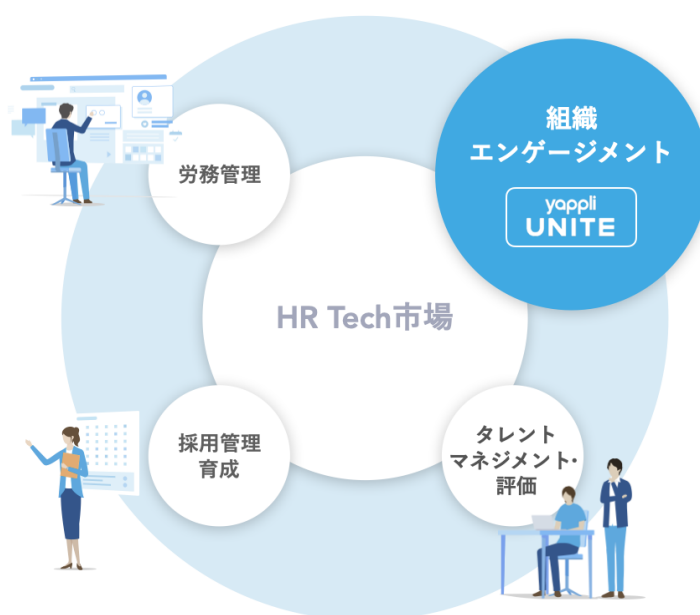 組織
エンゲージメント
yappli
UNITE
労務管理
HR Tech市場
採用管理
育成
タレント
マネジメント・
評価